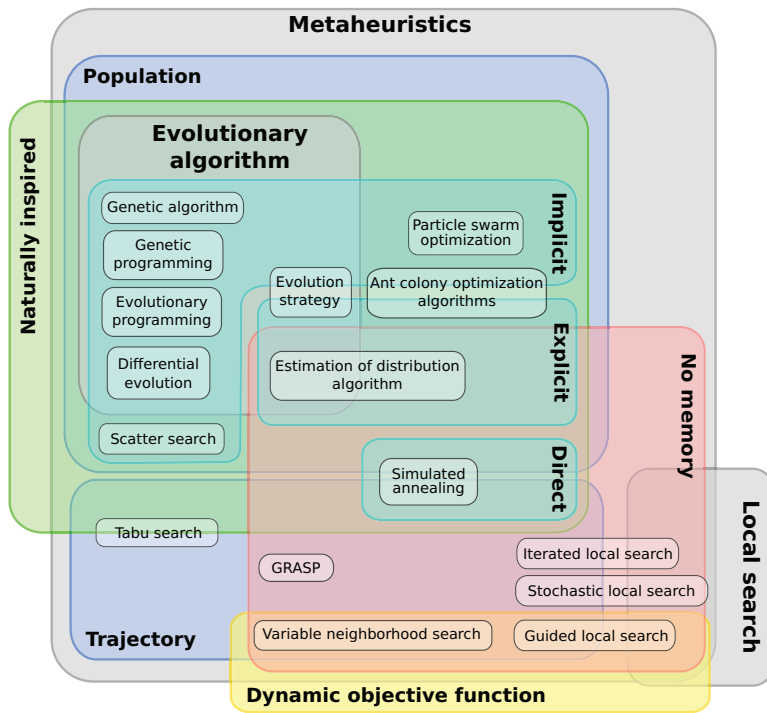 Metaheuristics
Population
Evolutionary
algorithm
Naturally inspired
Implicit
Genetic algorithm
Particle swarm
optimization
Genetic
programming
Evolution
strategy
Ant colony optimization
algorithms
Evolutionary
programming
Explicit
Differential
evolution
Estimation of distribution
algorithm
No memory
Scatter search
Direct
Simulated
annealing
Tabu search
Local search
Iterated local search
GRASP
Stochastic local search
Trajectory
Variable neighborhood search
Guided local search
Dynamic objective function